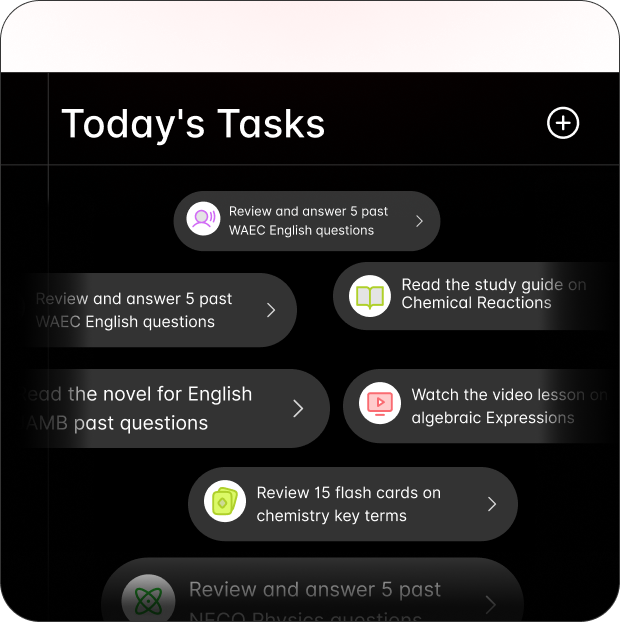 Today's Tasks
Review and answer 5 past
WAEC English questions
Review and answer 5 past
WAEC English questions
Read the study guide on
Chemical Reactions
the novel for English
past questions
Watch the video lesson on
algebraic Expressions
Review 15 flash cards on
chemistry key terms
Review and answer 5 past
NECO Physics questions